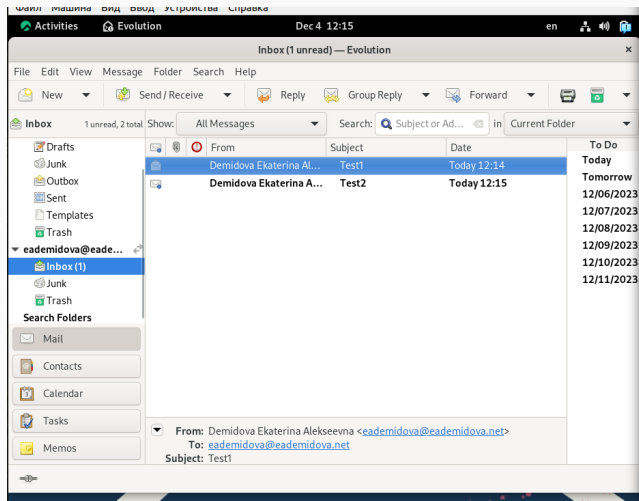 Файл Машина Вид Ввод Устройства Справка
Activities Evolution Dec 4 12:15 en
Inbox (1 unread) — Evolution ×
File Edit View Message Folder Search Help
New Send / Receive Reply Group Reply Forward
Inbox 1 unread, 2 total Show: All Messages Search: Subject or Ad... in Current Folder
Drafts
Junk
Outbox
Sent
Templates
Trash
eademidova@eade...
Inbox (1)
Junk
Trash
Search Folders
Mail
Contacts
Calendar
Tasks
Memos
From Subject Date
Demidova Ekaterina Al... Test1 Today 12:14
Demidova Ekaterina A... Test2 Today 12:15
To Do
Today
Tomorrow
12/06/2023
12/07/2023
12/08/2023
12/09/2023
12/10/2023
12/11/2023
From: Demidova Ekaterina Alekseevna <eademidova@eademidova.net>
To: eademidova@eademidova.net
Subject: Test1